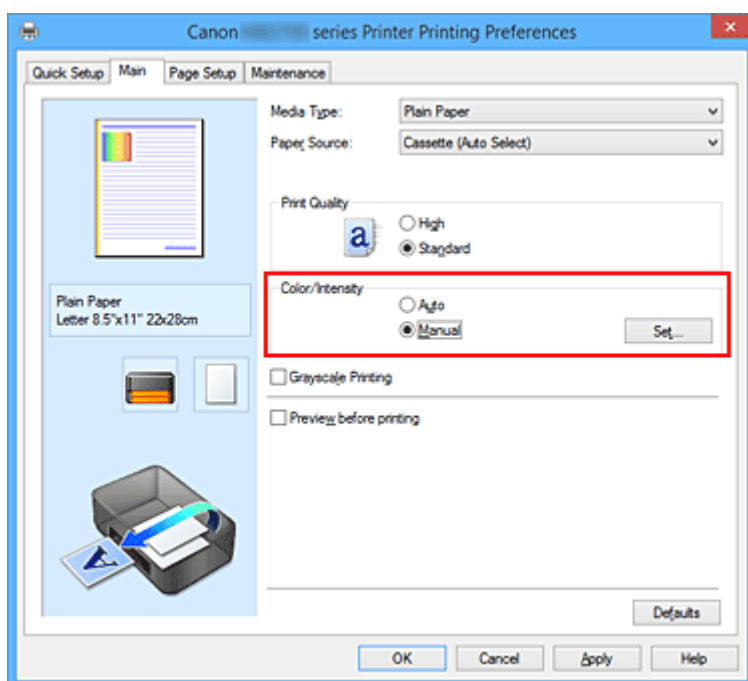 Canon series Printer Printing Preferences
Quick Setup Main Page Setup Maintenance
Media Type: Plain Paper
Paper Source: Cassette (Auto Select)
Print Quality
High
a
Standard
Color/Intensity
Auto
Manual Set...
Plain Paper
Letter 8.5"x11" 22x28cm
Grayscale Printing
Preview before printing
A
Defaults
OK Cancel Apply Help